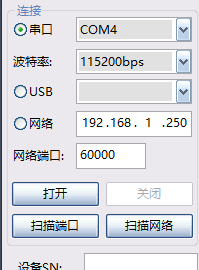 连接
串口 COM4
波特率: 115200bps
USB
网络 192.168. 1 .250
网络端口: 60000
打开 关闭
扫描端口 扫描网络
设备SN: